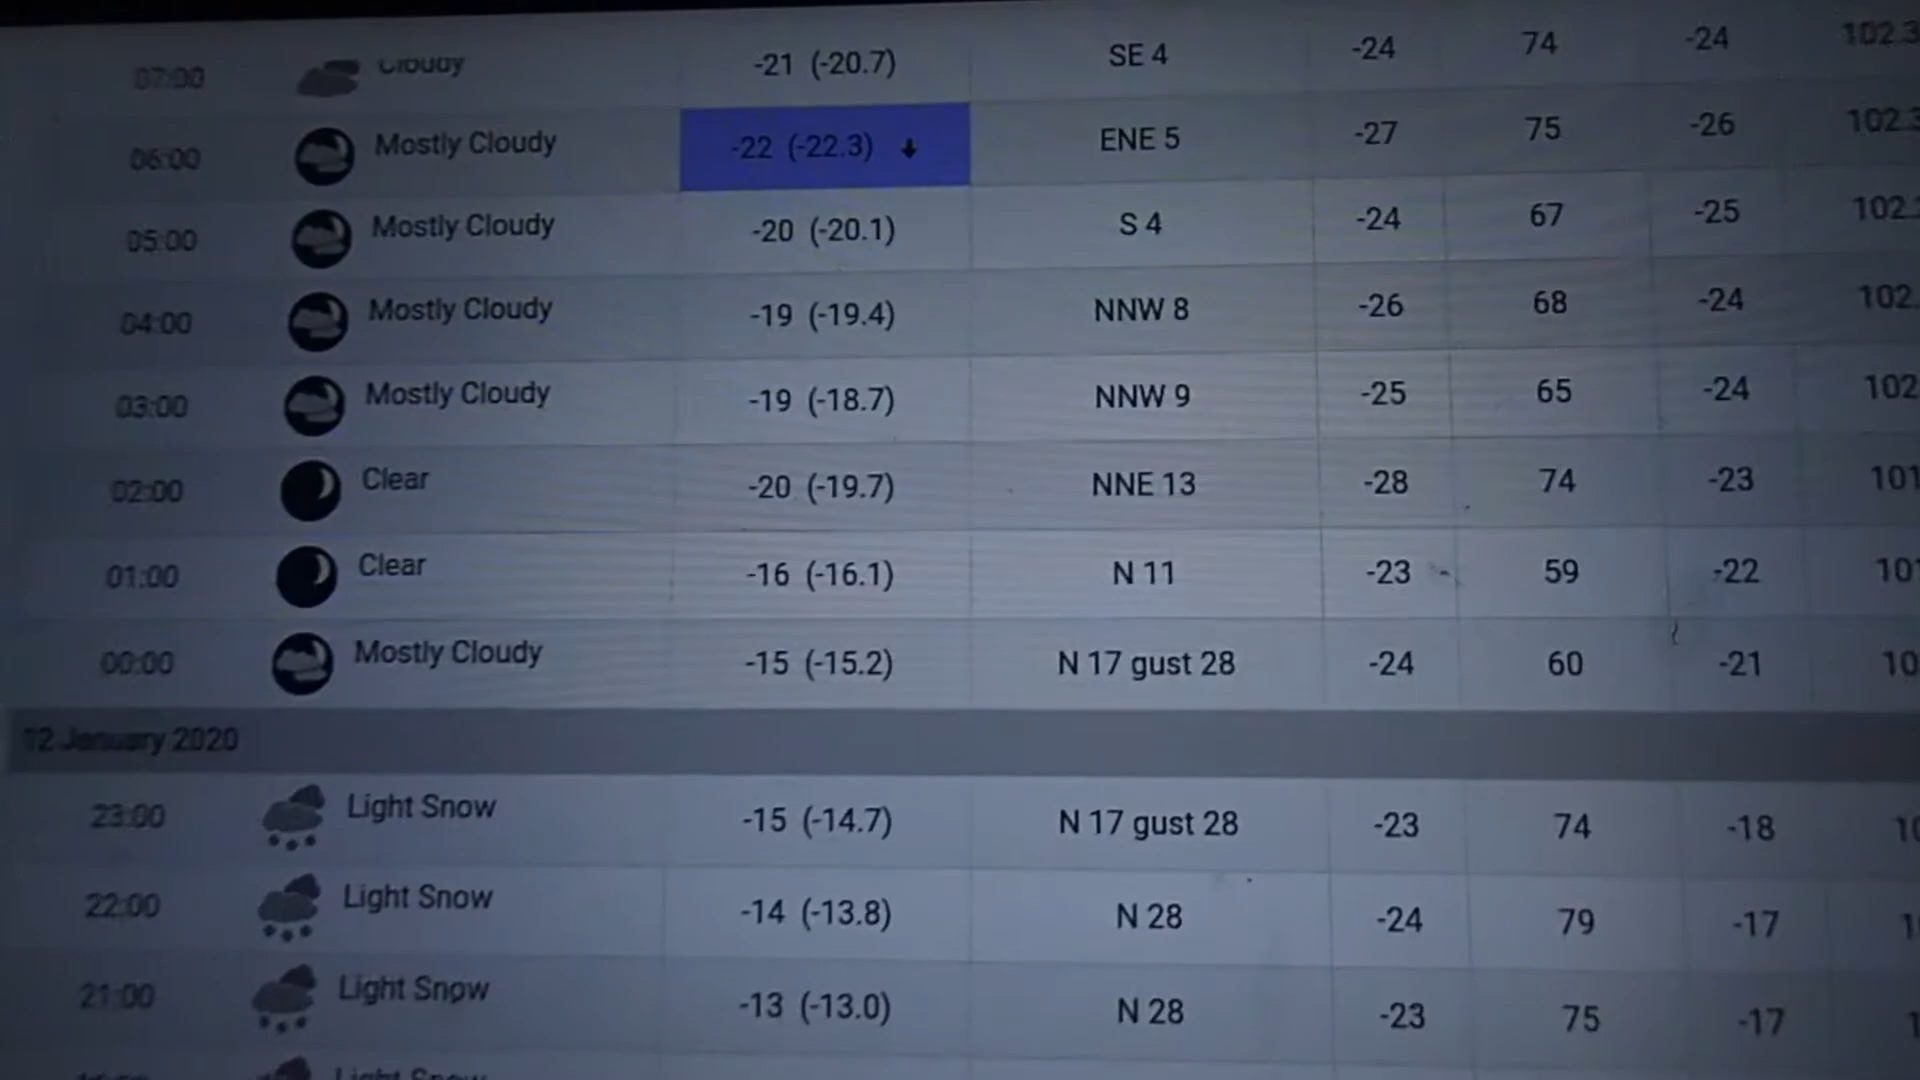 07:00 Cloudy -21 (-20.7) SE 4 -24 74 -24 102.3
06:00 Mostly Cloudy -22 (-22.3) ↓ ENE 5 -27 75 -26 102.3
05:00 Mostly Cloudy -20 (-20.1) S 4 -24 67 -25 102.
04:00 Mostly Cloudy -19 (-19.4) NNW 8 -26 68 -24 102.
03:00 Mostly Cloudy -19 (-18.7) NNW 9 -25 65 -24 102
02:00 Clear -20 (-19.7) NNE 13 -28 74 -23 101
01:00 Clear -16 (-16.1) N 11 -23 59 -22 10
00:00 Mostly Cloudy -15 (-15.2) N 17 gust 28 -24 60 -21 10
12 January 2020
23:00 Light Snow -15 (-14.7) N 17 gust 28 -23 74 -18 10
22:00 Light Snow -14 (-13.8) N 28 -24 79 -17 1
21:00 Light Snow -13 (-13.0) N 28 -23 75 -17 1
Light Snow